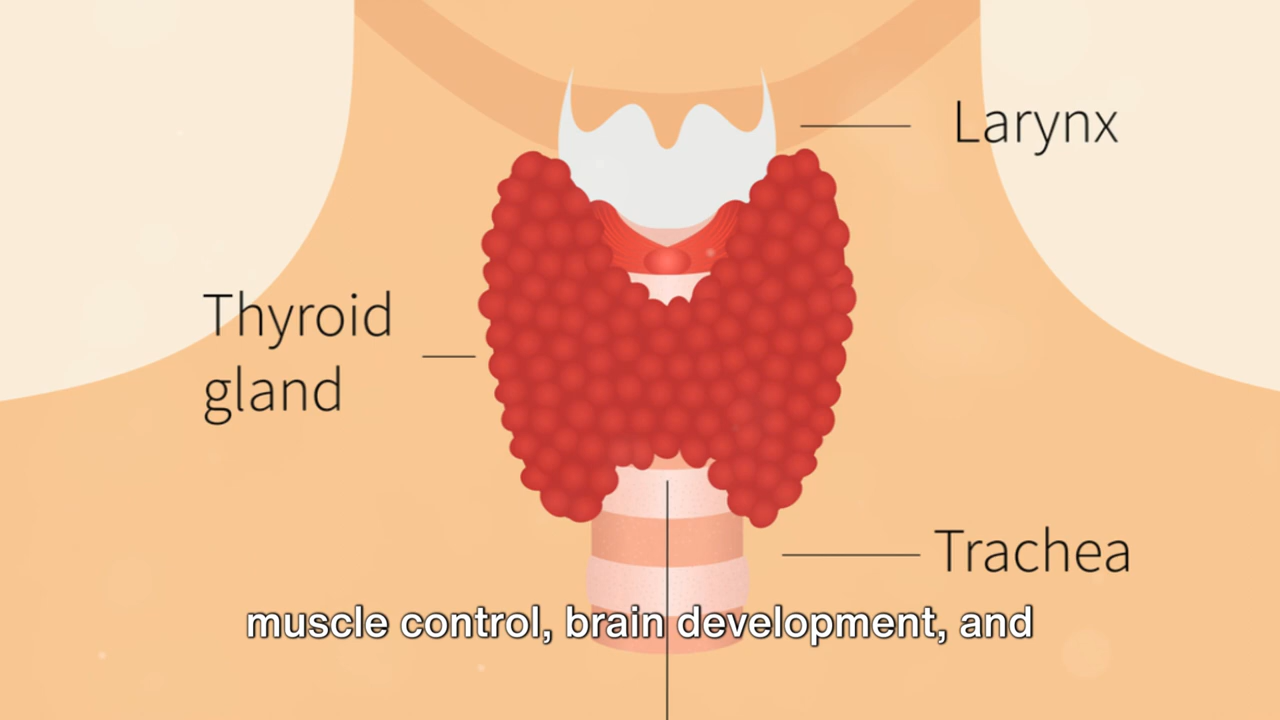 Larynx
Thyroid
gland
Trachea
muscle control, brain development, and